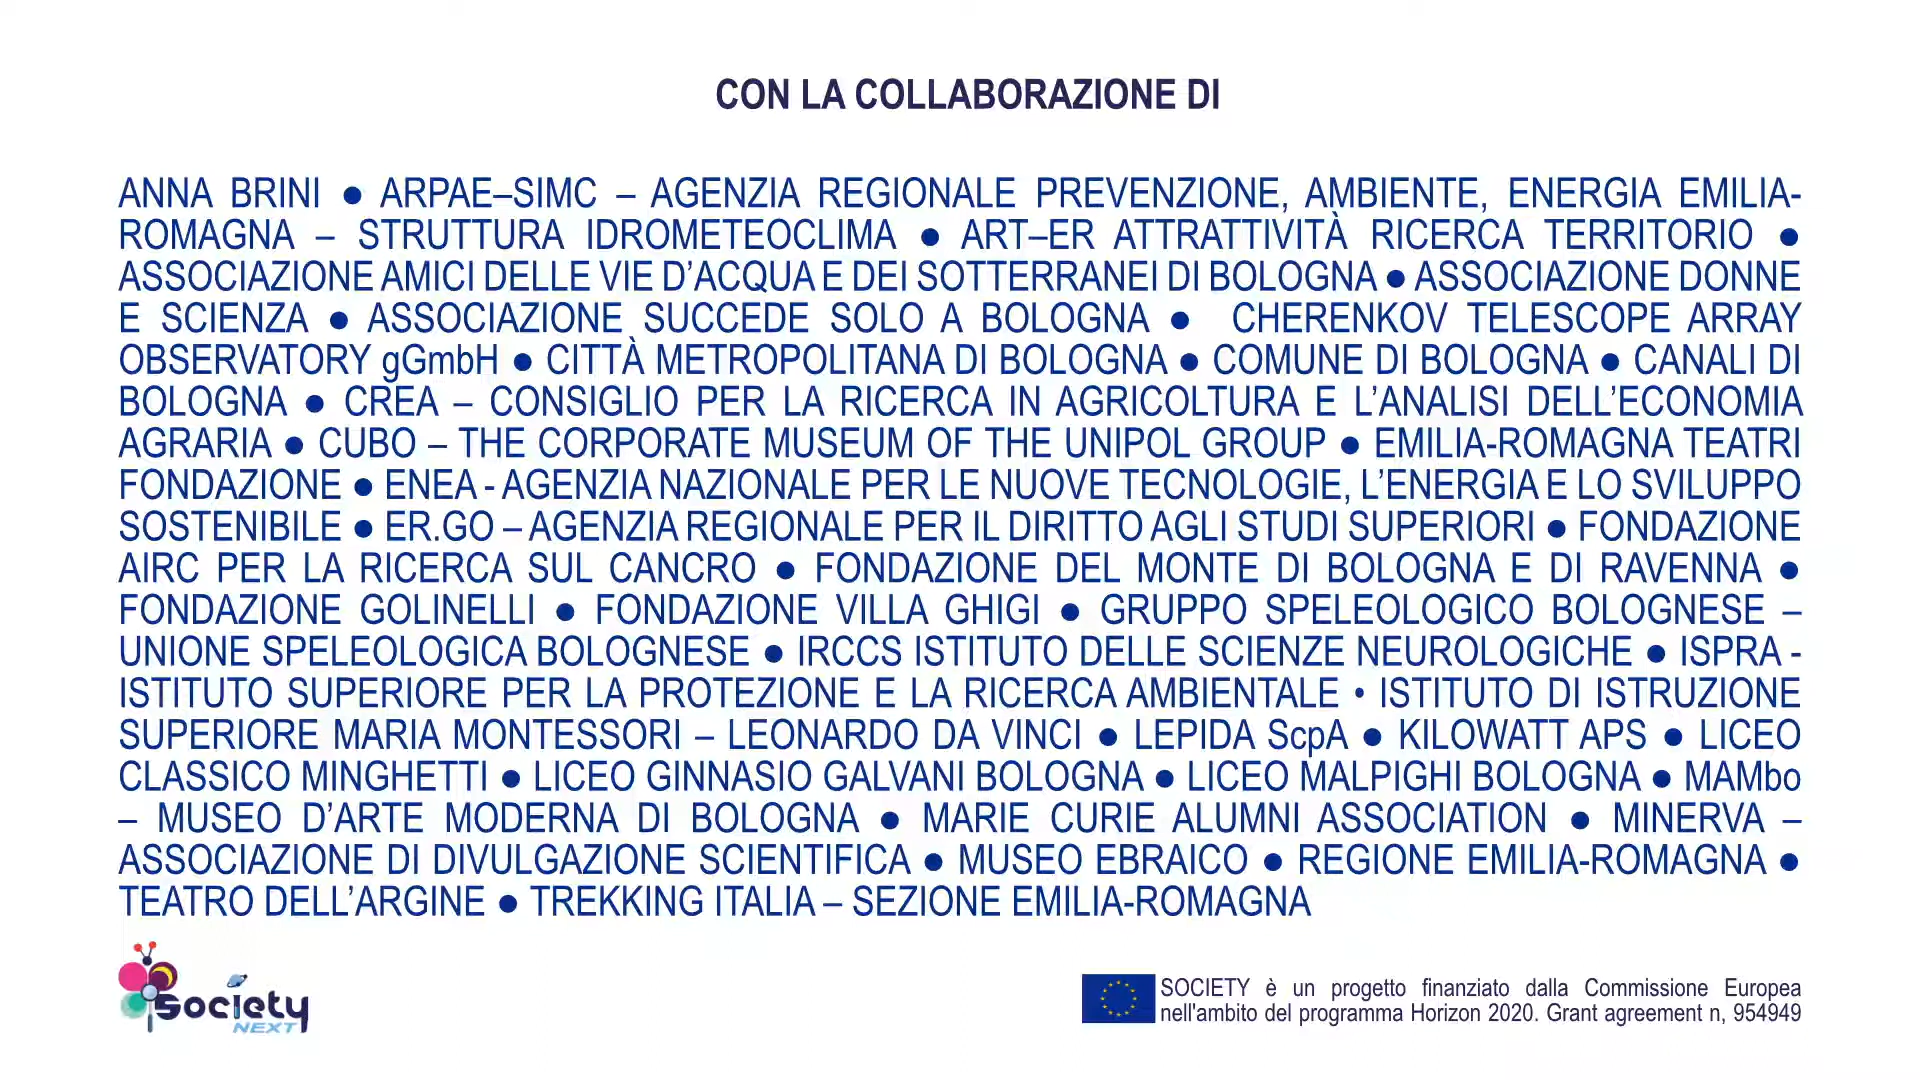 CON LA COLLABORAZIONE DI
ANNA BRINI ● ARPAE–SIMC – AGENZIA REGIONALE PREVENZIONE, AMBIENTE, ENERGIA EMILIA-
ROMAGNA – STRUTTURA IDROMETEOCLIMA ● ART–ER ATTRATTIVITÀ RICERCA TERRITORIO ●
ASSOCIAZIONE AMICI DELLE VIE D’ACQUA E DEI SOTTERRANEI DI BOLOGNA ● ASSOCIAZIONE DONNE
E SCIENZA ● ASSOCIAZIONE SUCCEDE SOLO A BOLOGNA ● CHERENKOV TELESCOPE ARRAY
OBSERVATORY gGmbH ● CITTÀ METROPOLITANA DI BOLOGNA ● COMUNE DI BOLOGNA ● CANALI DI
BOLOGNA ● CREA – CONSIGLIO PER LA RICERCA IN AGRICOLTURA E L’ANALISI DELL’ECONOMIA
AGRARIA ● CUBO – THE CORPORATE MUSEUM OF THE UNIPOL GROUP ● EMILIA-ROMAGNA TEATRI
FONDAZIONE ● ENEA - AGENZIA NAZIONALE PER LE NUOVE TECNOLOGIE, L’ENERGIA E LO SVILUPPO
SOSTENIBILE ● ER.GO – AGENZIA REGIONALE PER IL DIRITTO AGLI STUDI SUPERIORI ● FONDAZIONE
AIRC PER LA RICERCA SUL CANCRO ● FONDAZIONE DEL MONTE DI BOLOGNA E DI RAVENNA ●
FONDAZIONE GOLINELLI ● FONDAZIONE VILLA GHIGI ● GRUPPO SPELEOLOGICO BOLOGNESE –
UNIONE SPELEOLOGICA BOLOGNESE ● IRCCS ISTITUTO DELLE SCIENZE NEUROLOGICHE ● ISPRA -
ISTITUTO SUPERIORE PER LA PROTEZIONE E LA RICERCA AMBIENTALE • ISTITUTO DI ISTRUZIONE
SUPERIORE MARIA MONTESSORI – LEONARDO DA VINCI ● LEPIDA ScpA ● KILOWATT APS ● LICEO
CLASSICO MINGHETTI ● LICEO GINNASIO GALVANI BOLOGNA ● LICEO MALPIGHI BOLOGNA ● MAMbo
– MUSEO D’ARTE MODERNA DI BOLOGNA ● MARIE CURIE ALUMNI ASSOCIATION ● MINERVA –
ASSOCIAZIONE DI DIVULGAZIONE SCIENTIFICA ● MUSEO EBRAICO ● REGIONE EMILIA-ROMAGNA ●
TEATRO DELL’ARGINE ● TREKKING ITALIA – SEZIONE EMILIA-ROMAGNA
Society
NEXT
SOCIETY è un progetto finanziato dalla Commissione Europea
nell'ambito del programma Horizon 2020. Grant agreement n, 954949